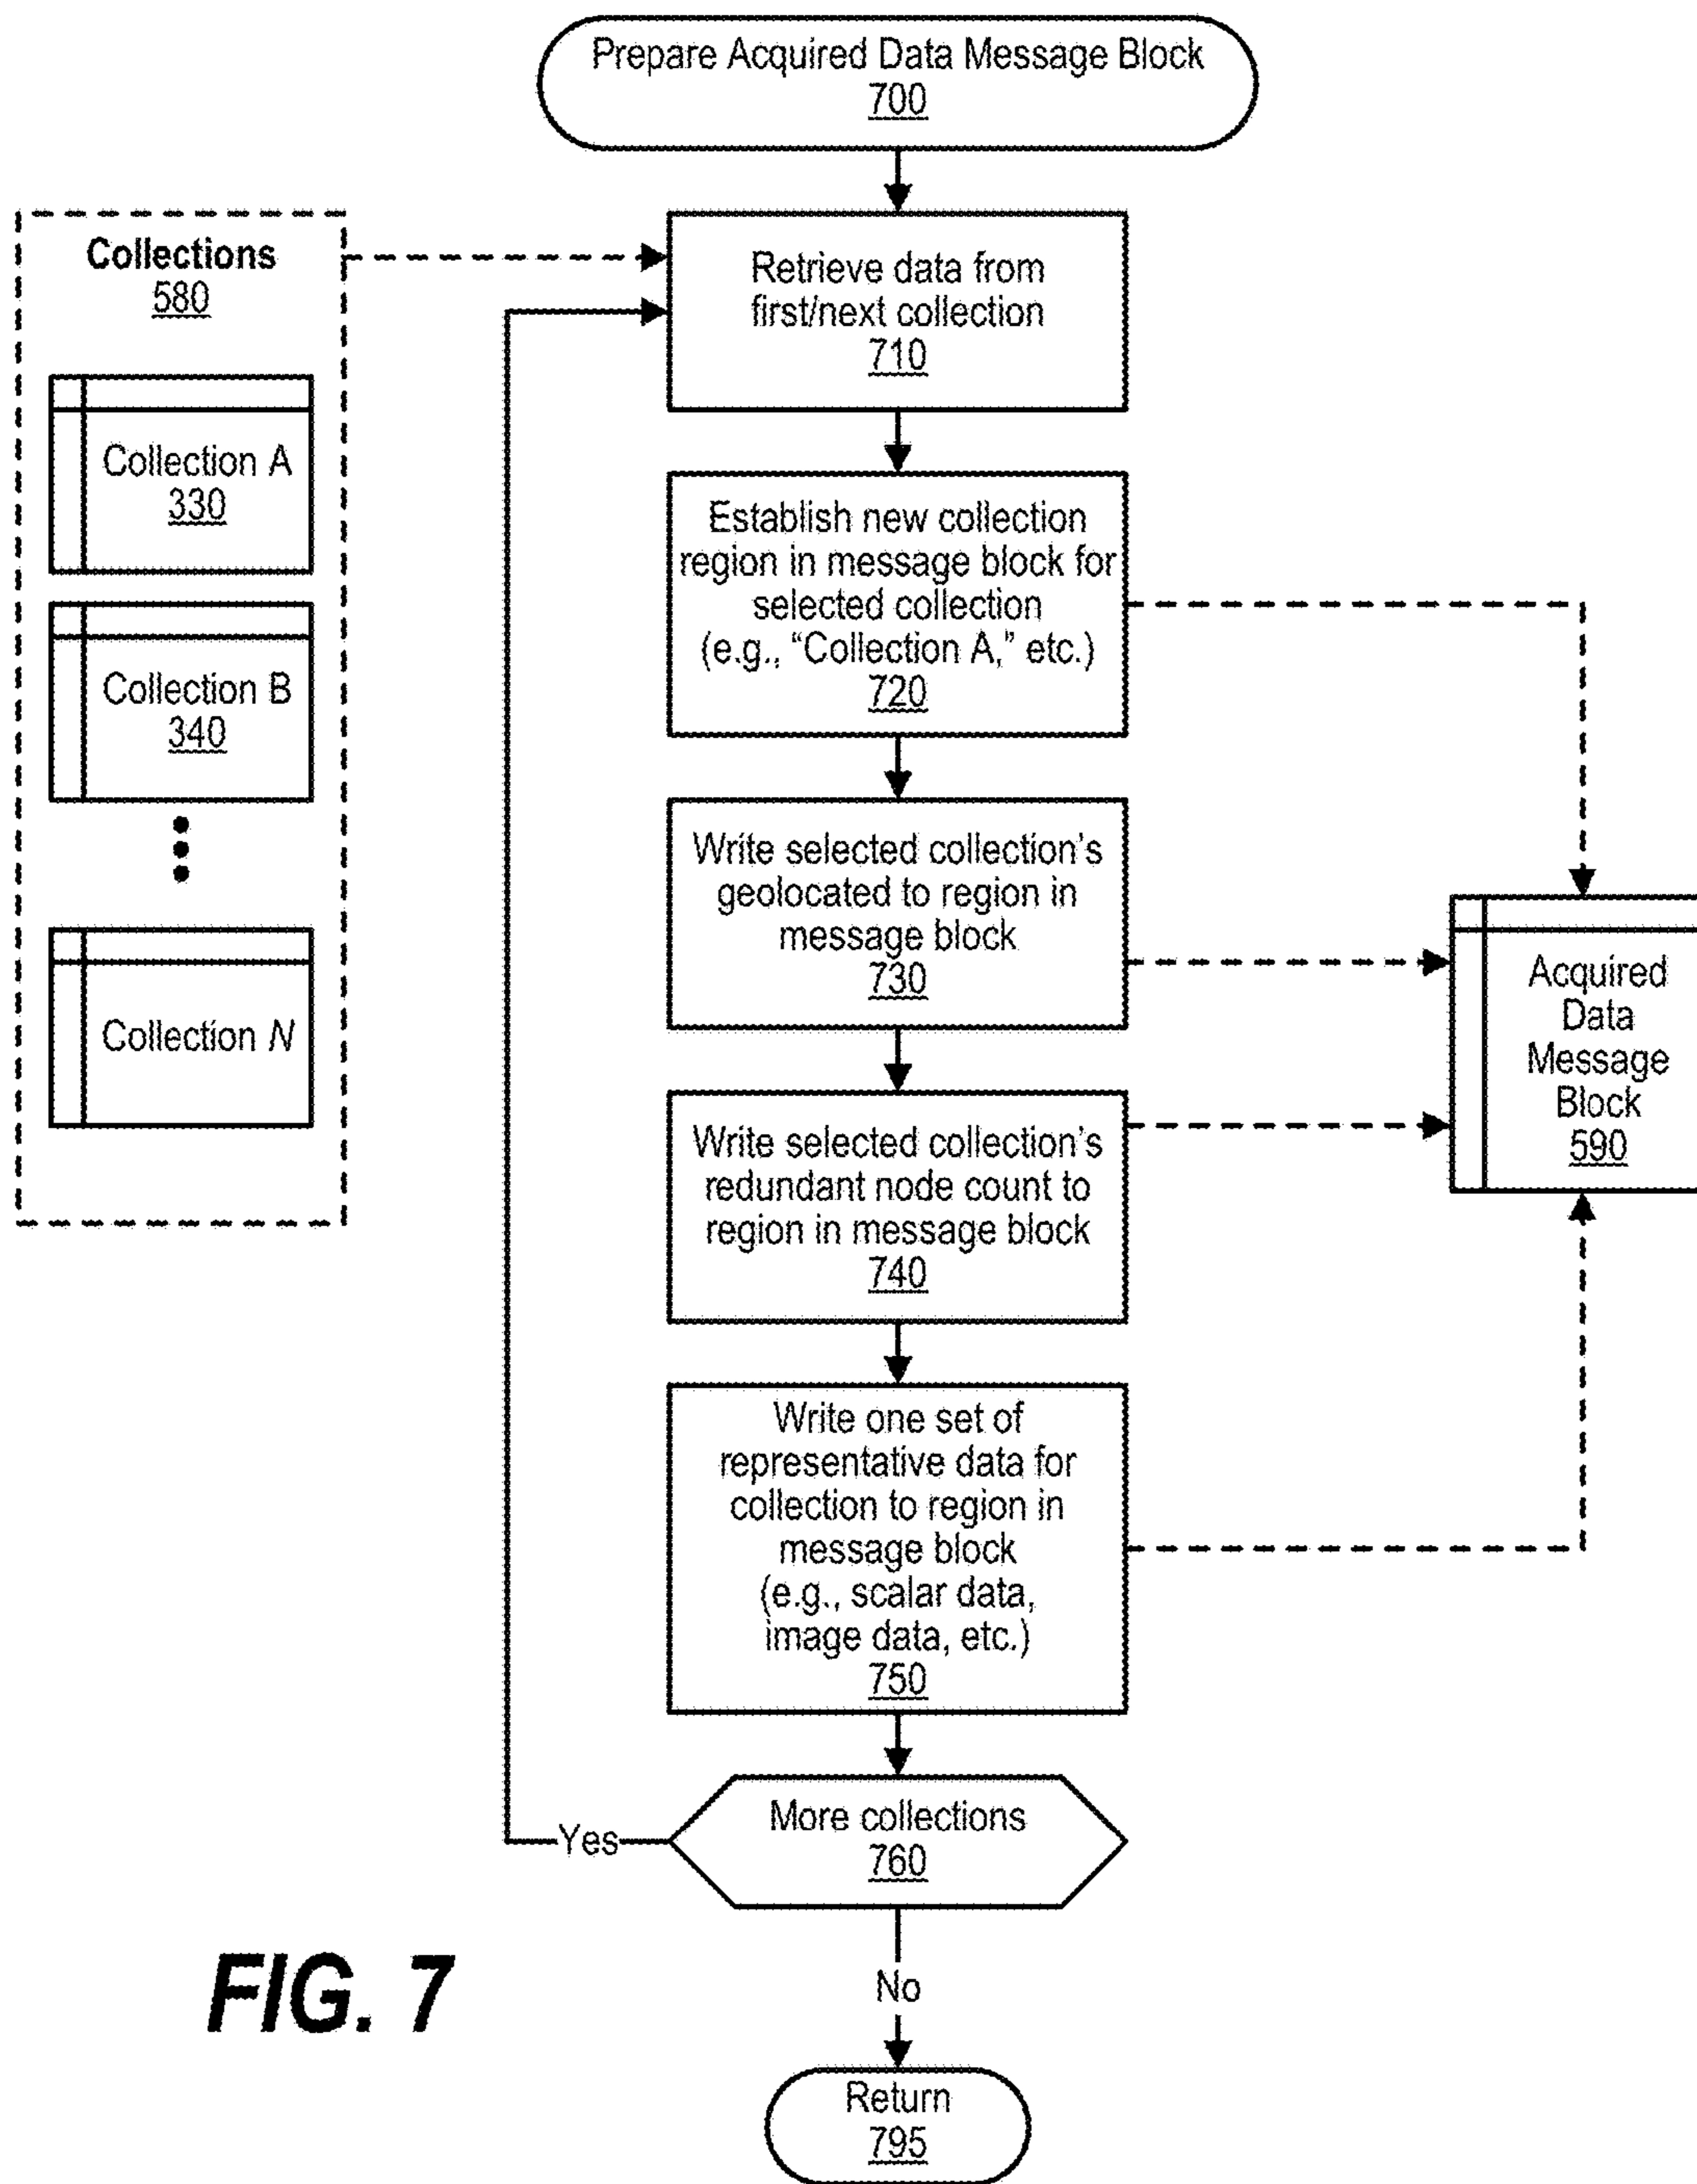 Prepare Acquired Data Message Block
700
Collections
580
Collection A
330
Collection B
340
Collection N
Retrieve data from
first/next collection
710
Establish new collection
region in message block for
selected collection
(e.g., “Collection A,” etc.)
720
Write selected collection’s
geolocated to region in
message block
730
Write selected collection’s
redundant node count to
region in message block
740
Acquired
Data
Message
Block
590
Write one set of
representative data for
collection to region in
message block
(e.g., scalar data,
image data, etc.)
750
More collections
760
Yes
No
Return
795
FIG. 7